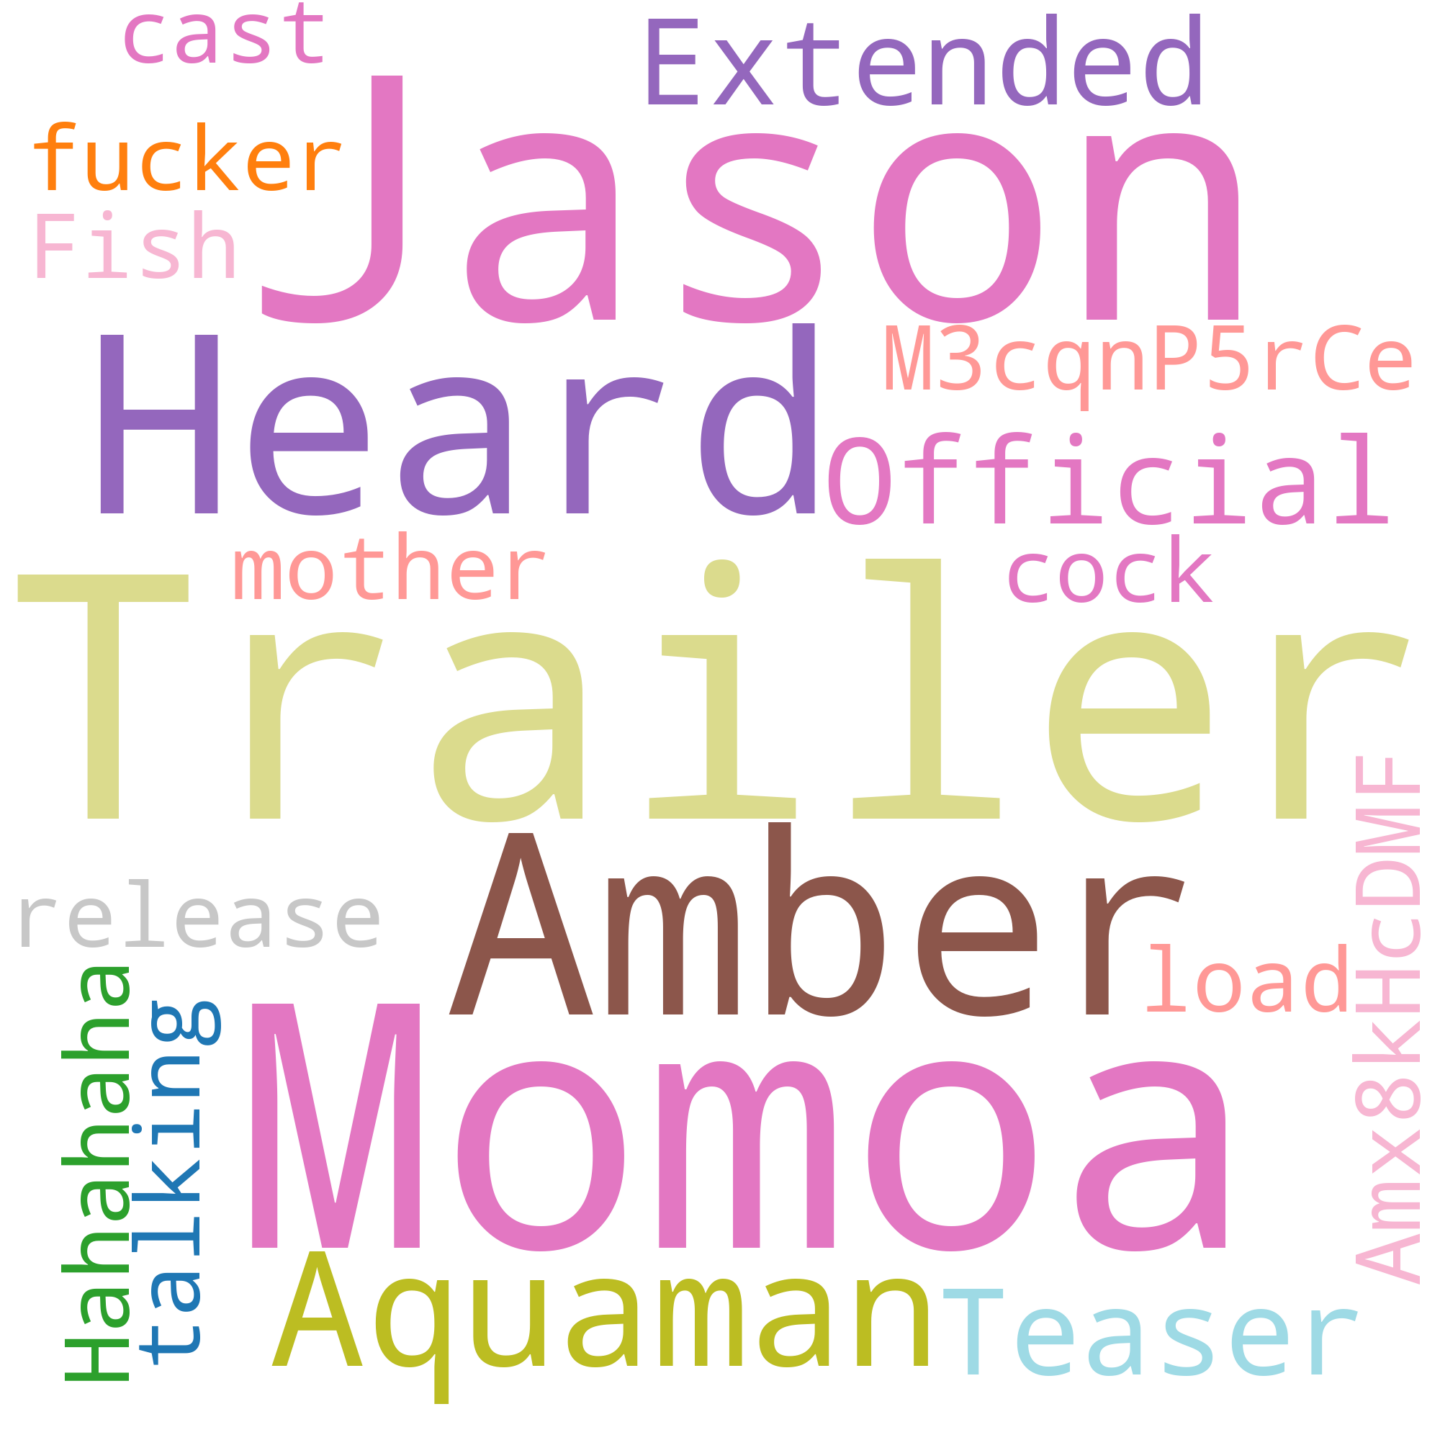 cast
Extended
Jason
fucker
Fish
Heard
M3cqnP5rCe
Official
mother
cock
Trailer
Amber
release
load
Amx8kHcDMF
Hahahaha
talking
Momoa
Aquaman
Teaser